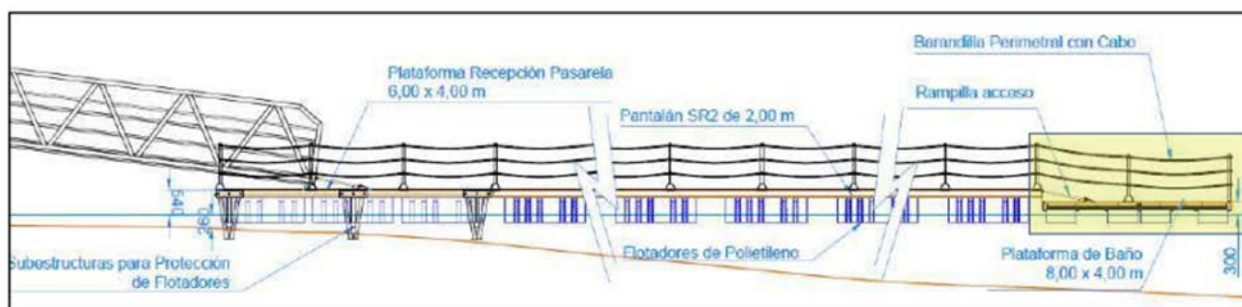 Barandilla Perimetral con Cabo
Plataforma Recepción Pasarela
6,00 x 4,00 m
Rampilla acceso
Pantalán SR2 de 2,00 m
540
260
Subestructuras para Protección
de Flotadores
Flotadores de Polietileno
Plataforma de Baño
8,00 x 4,00 m
300